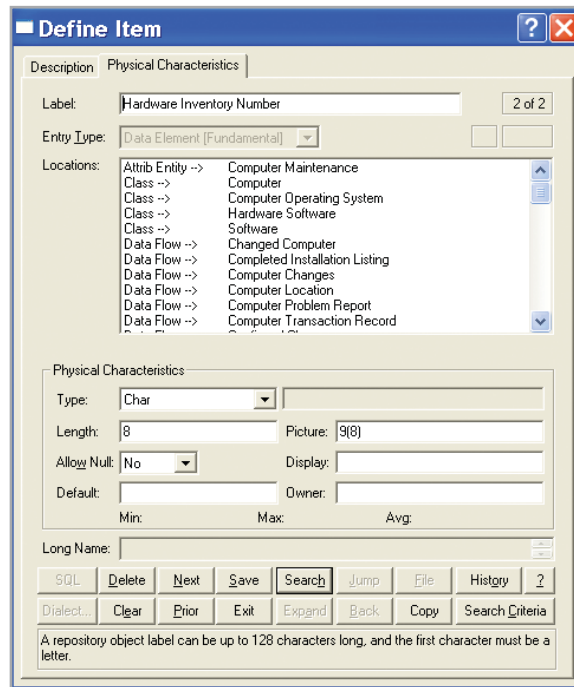 Define Item
Description Physical Characteristics
Label: Hardware Inventory Number 2 of 2
Entry Type: Data Element [Fundamental]
Locations: Attrib Entity --> Computer Maintenance
Class --> Computer
Class --> Computer Operating System
Class --> Hardware Software
Class --> Software
Data Flow --> Changed Computer
Data Flow --> Completed Installation Listing
Data Flow --> Computer Changes
Data Flow --> Computer Location
Data Flow --> Computer Problem Report
Data Flow --> Computer Transaction Record
Physical Characteristics
Type: Char
Length: 8 Picture: 9(8)
Allow Null: No Display:
Default: Owner:
Min: Max: Avg:
Long Name:
SQL Delete Next Save Search Jump File History ?
Dialect... Clear Prior Exit Expand Back Copy Search Criteria
A repository object label can be up to 128 characters long, and the first character must be a
letter.